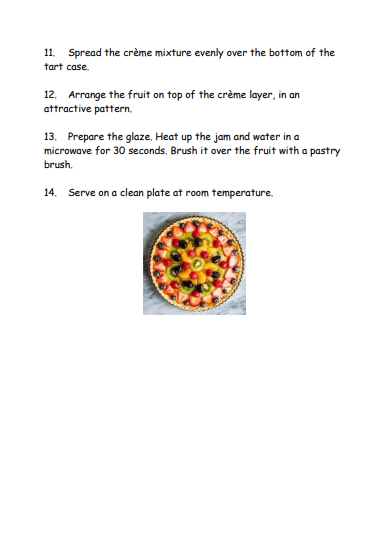 11. Spread the crème mixture evenly over the bottom of the
tart case.
12. Arrange the fruit on top of the crème layer, in an
attractive pattern.
13. Prepare the glaze. Heat up the jam and water in a
microwave for 30 seconds. Brush it over the fruit with a pastry
brush.
14. Serve on a clean plate at room temperature.